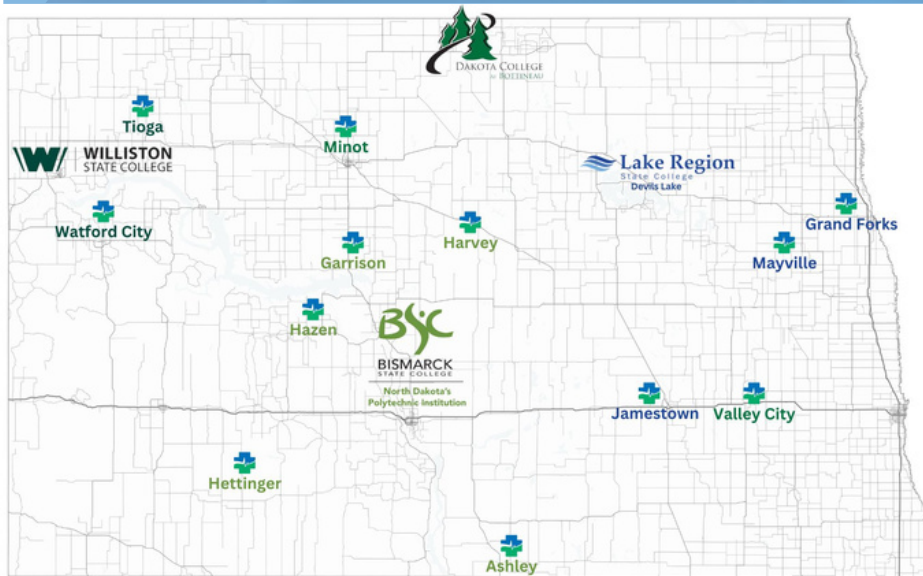 DAKOTA COLLEGE
AT BOTTINEAU
Tioga
Minot
W WILLISTON
STATE COLLEGE
Lake Region
State College
Devils Lake
Watford City
Harvey
Grand Forks
Garrison
Mayville
Hazen
BSC
BISMARCK
STATE COLLEGE
North Dakota's
Polytechnic Institution
Jamestown
Valley City
Hettinger
Ashley